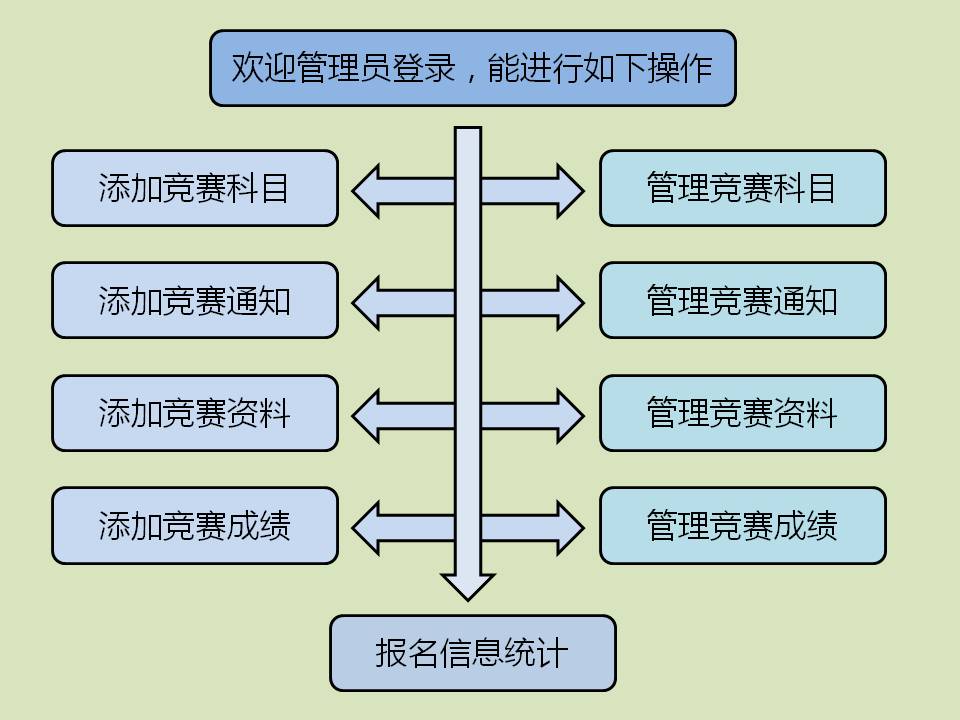 欢迎管理员登录，能进行如下操作
添加竞赛科目
管理竞赛科目
添加竞赛通知
管理竞赛通知
添加竞赛资料
管理竞赛资料
添加竞赛成绩
管理竞赛成绩
报名信息统计